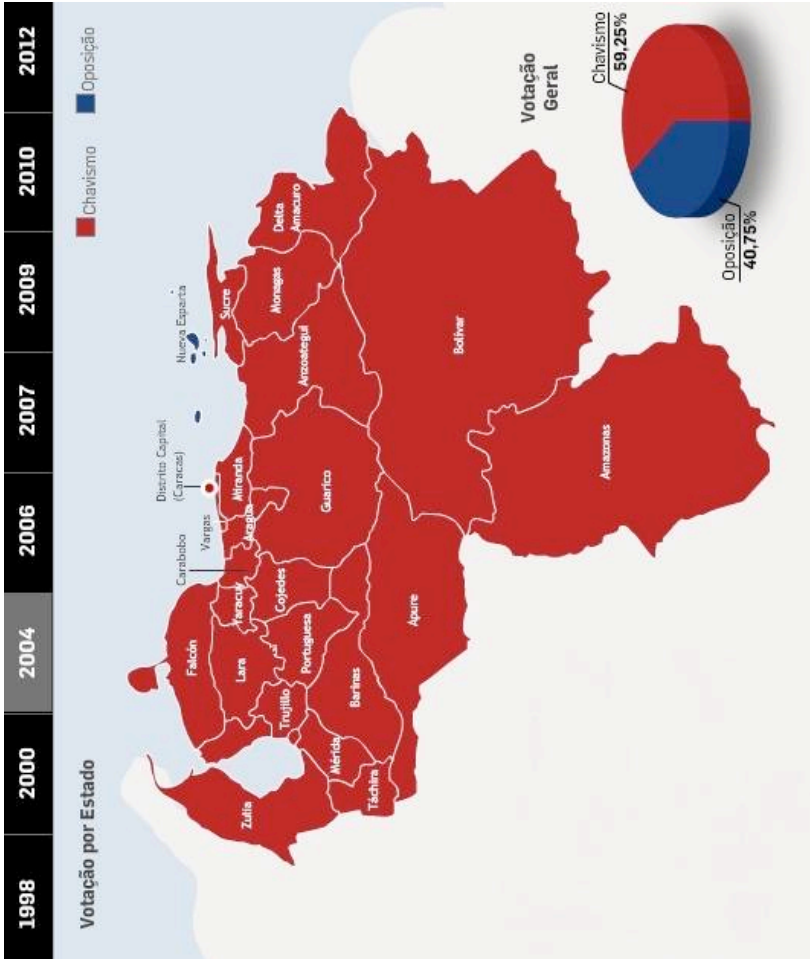 1998
2000
2004
2006
2007
2009
2010
2012
Votação por Estado
Chavismo
Oposição
Carabobo
Vargas
Distrito Capital
(Caracas)
Nueva Esparta
Zulia
Falcón
Lara
Yaracuy
Aragua
Miranda
Sucre
Trujillo
Portuguesa
Cojedes
Guarico
Anzoategui
Monagas
Delta
Amacuro
Mérida
Táchira
Barinas
Apure
Bolívar
Amazonas
Votação
Geral
Chavismo
59,25%
Oposição
40,75%